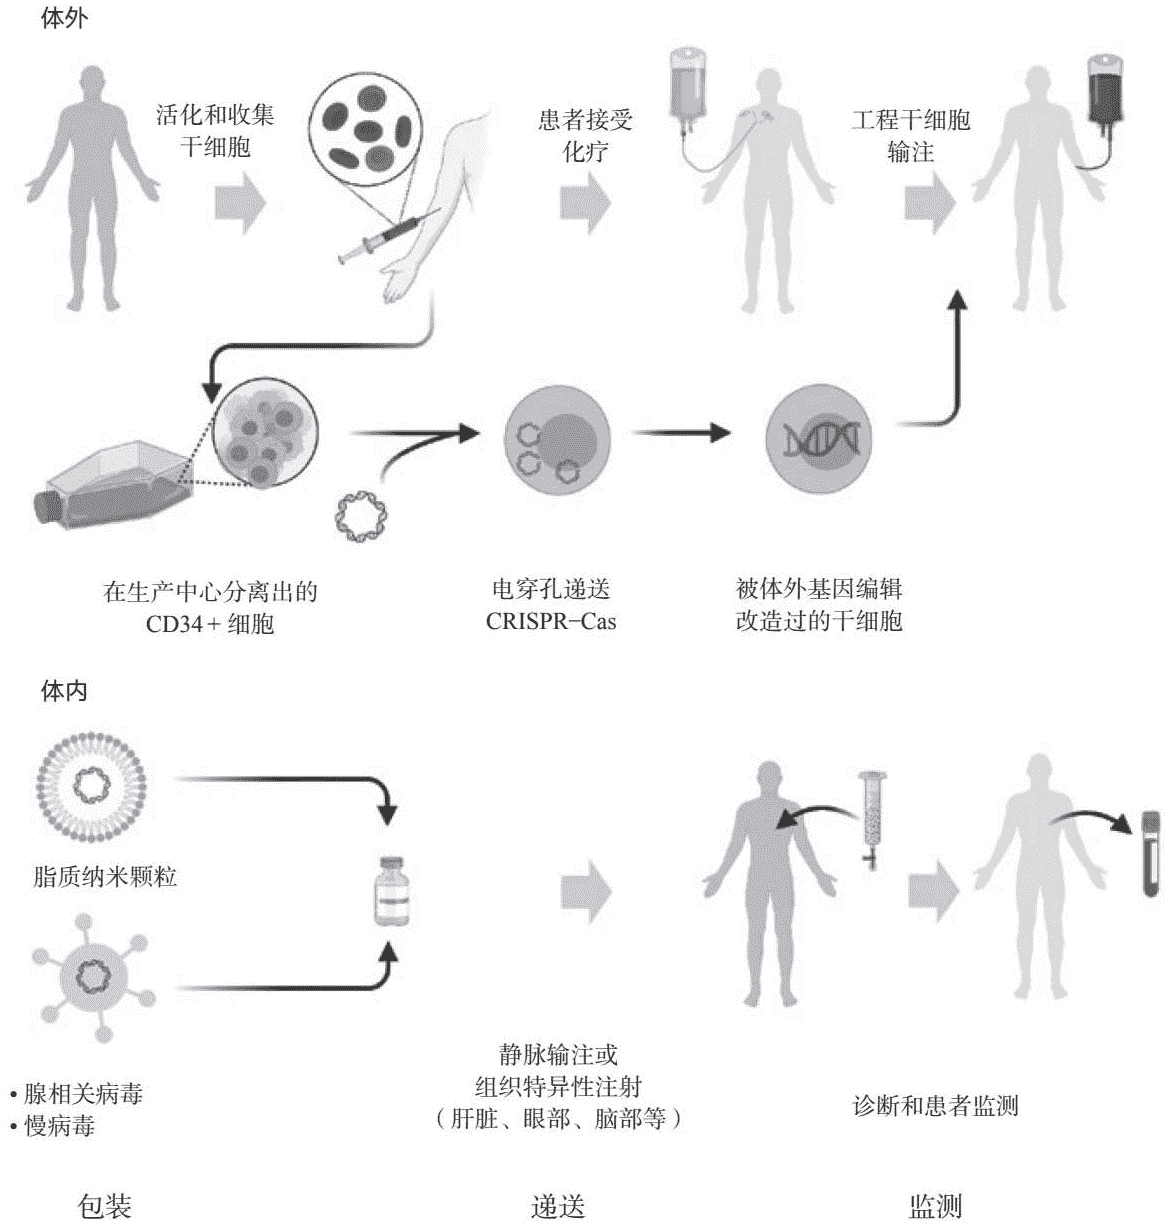 体外
活化和收集
干细胞
患者接受
化疗
工程干细胞
输注
在生产中心分离出的
CD34+细胞
电穿孔递送
CRISPR-Cas
被体外基因编辑
改造过的干细胞
体内
脂质纳米颗粒
•腺相关病毒
•慢病毒
静脉输注或
组织特异性注射
（肝脏、眼部、脑部等）
诊断和患者监测
包装
递送
监测